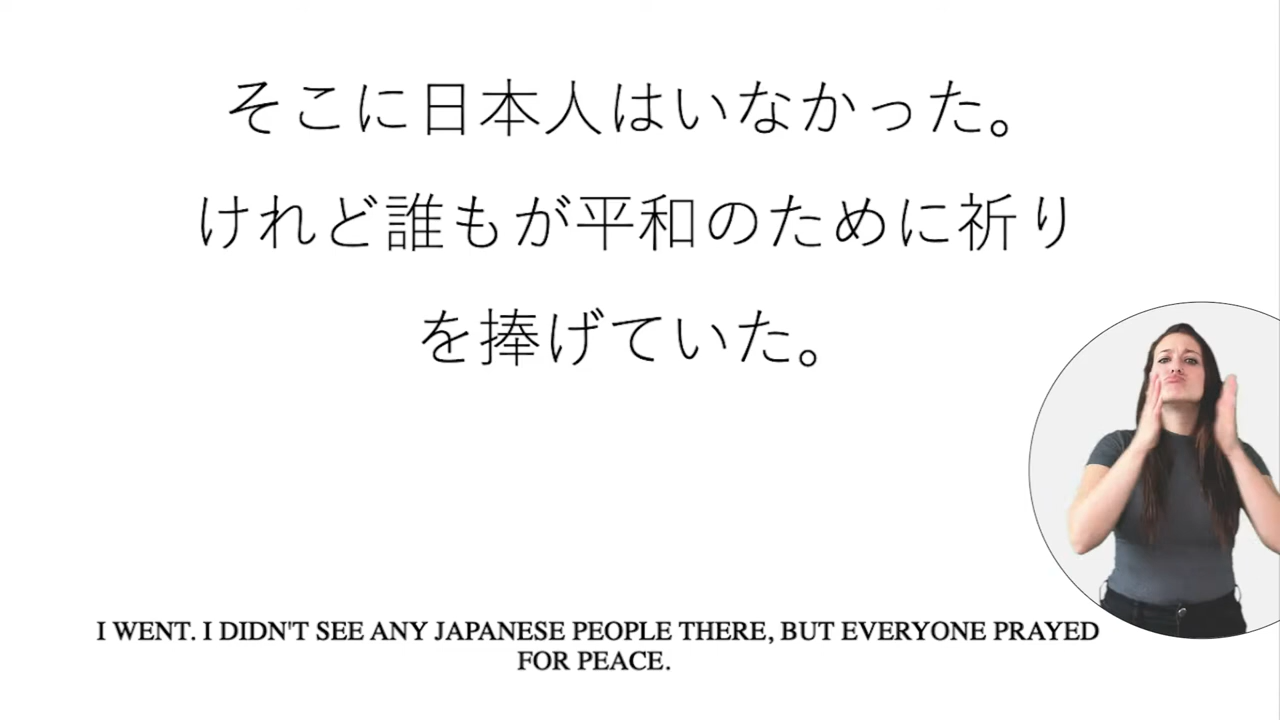 そこに日本人はいなかった。
けれど誰もが平和のために祈り
を捧げていた。
I WENT. I DIDN'T SEE ANY JAPANESE PEOPLE THERE, BUT EVERYONE PRAYED
FOR PEACE.